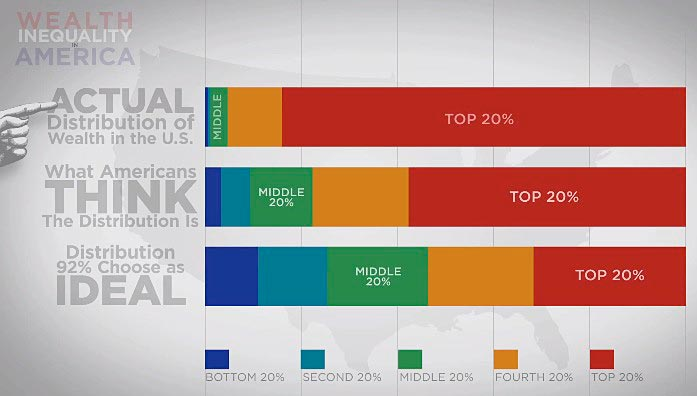 WEALTH
INEQUALITY
IN
AMERICA
ACTUAL
Distribution of
Wealth in the U.S.
MIDDLE
TOP 20%
What Americans
THINK
The Distribution Is
MIDDLE
20%
TOP 20%
Distribution
92% Choose as
IDEAL
MIDDLE
20%
TOP 20%
BOTTOM 20%
SECOND 20%
MIDDLE 20%
FOURTH 20%
TOP 20%